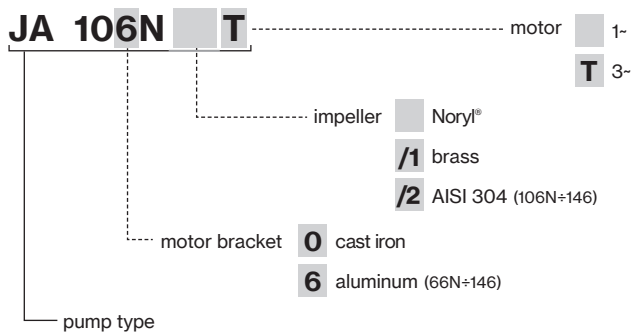 JA 106N T
motor 1~
T 3~
impeller Noryl®
/1 brass
/2 AISI 304 (106N÷146)
motor bracket 0 cast iron
6 aluminum (66N÷146)
pump type